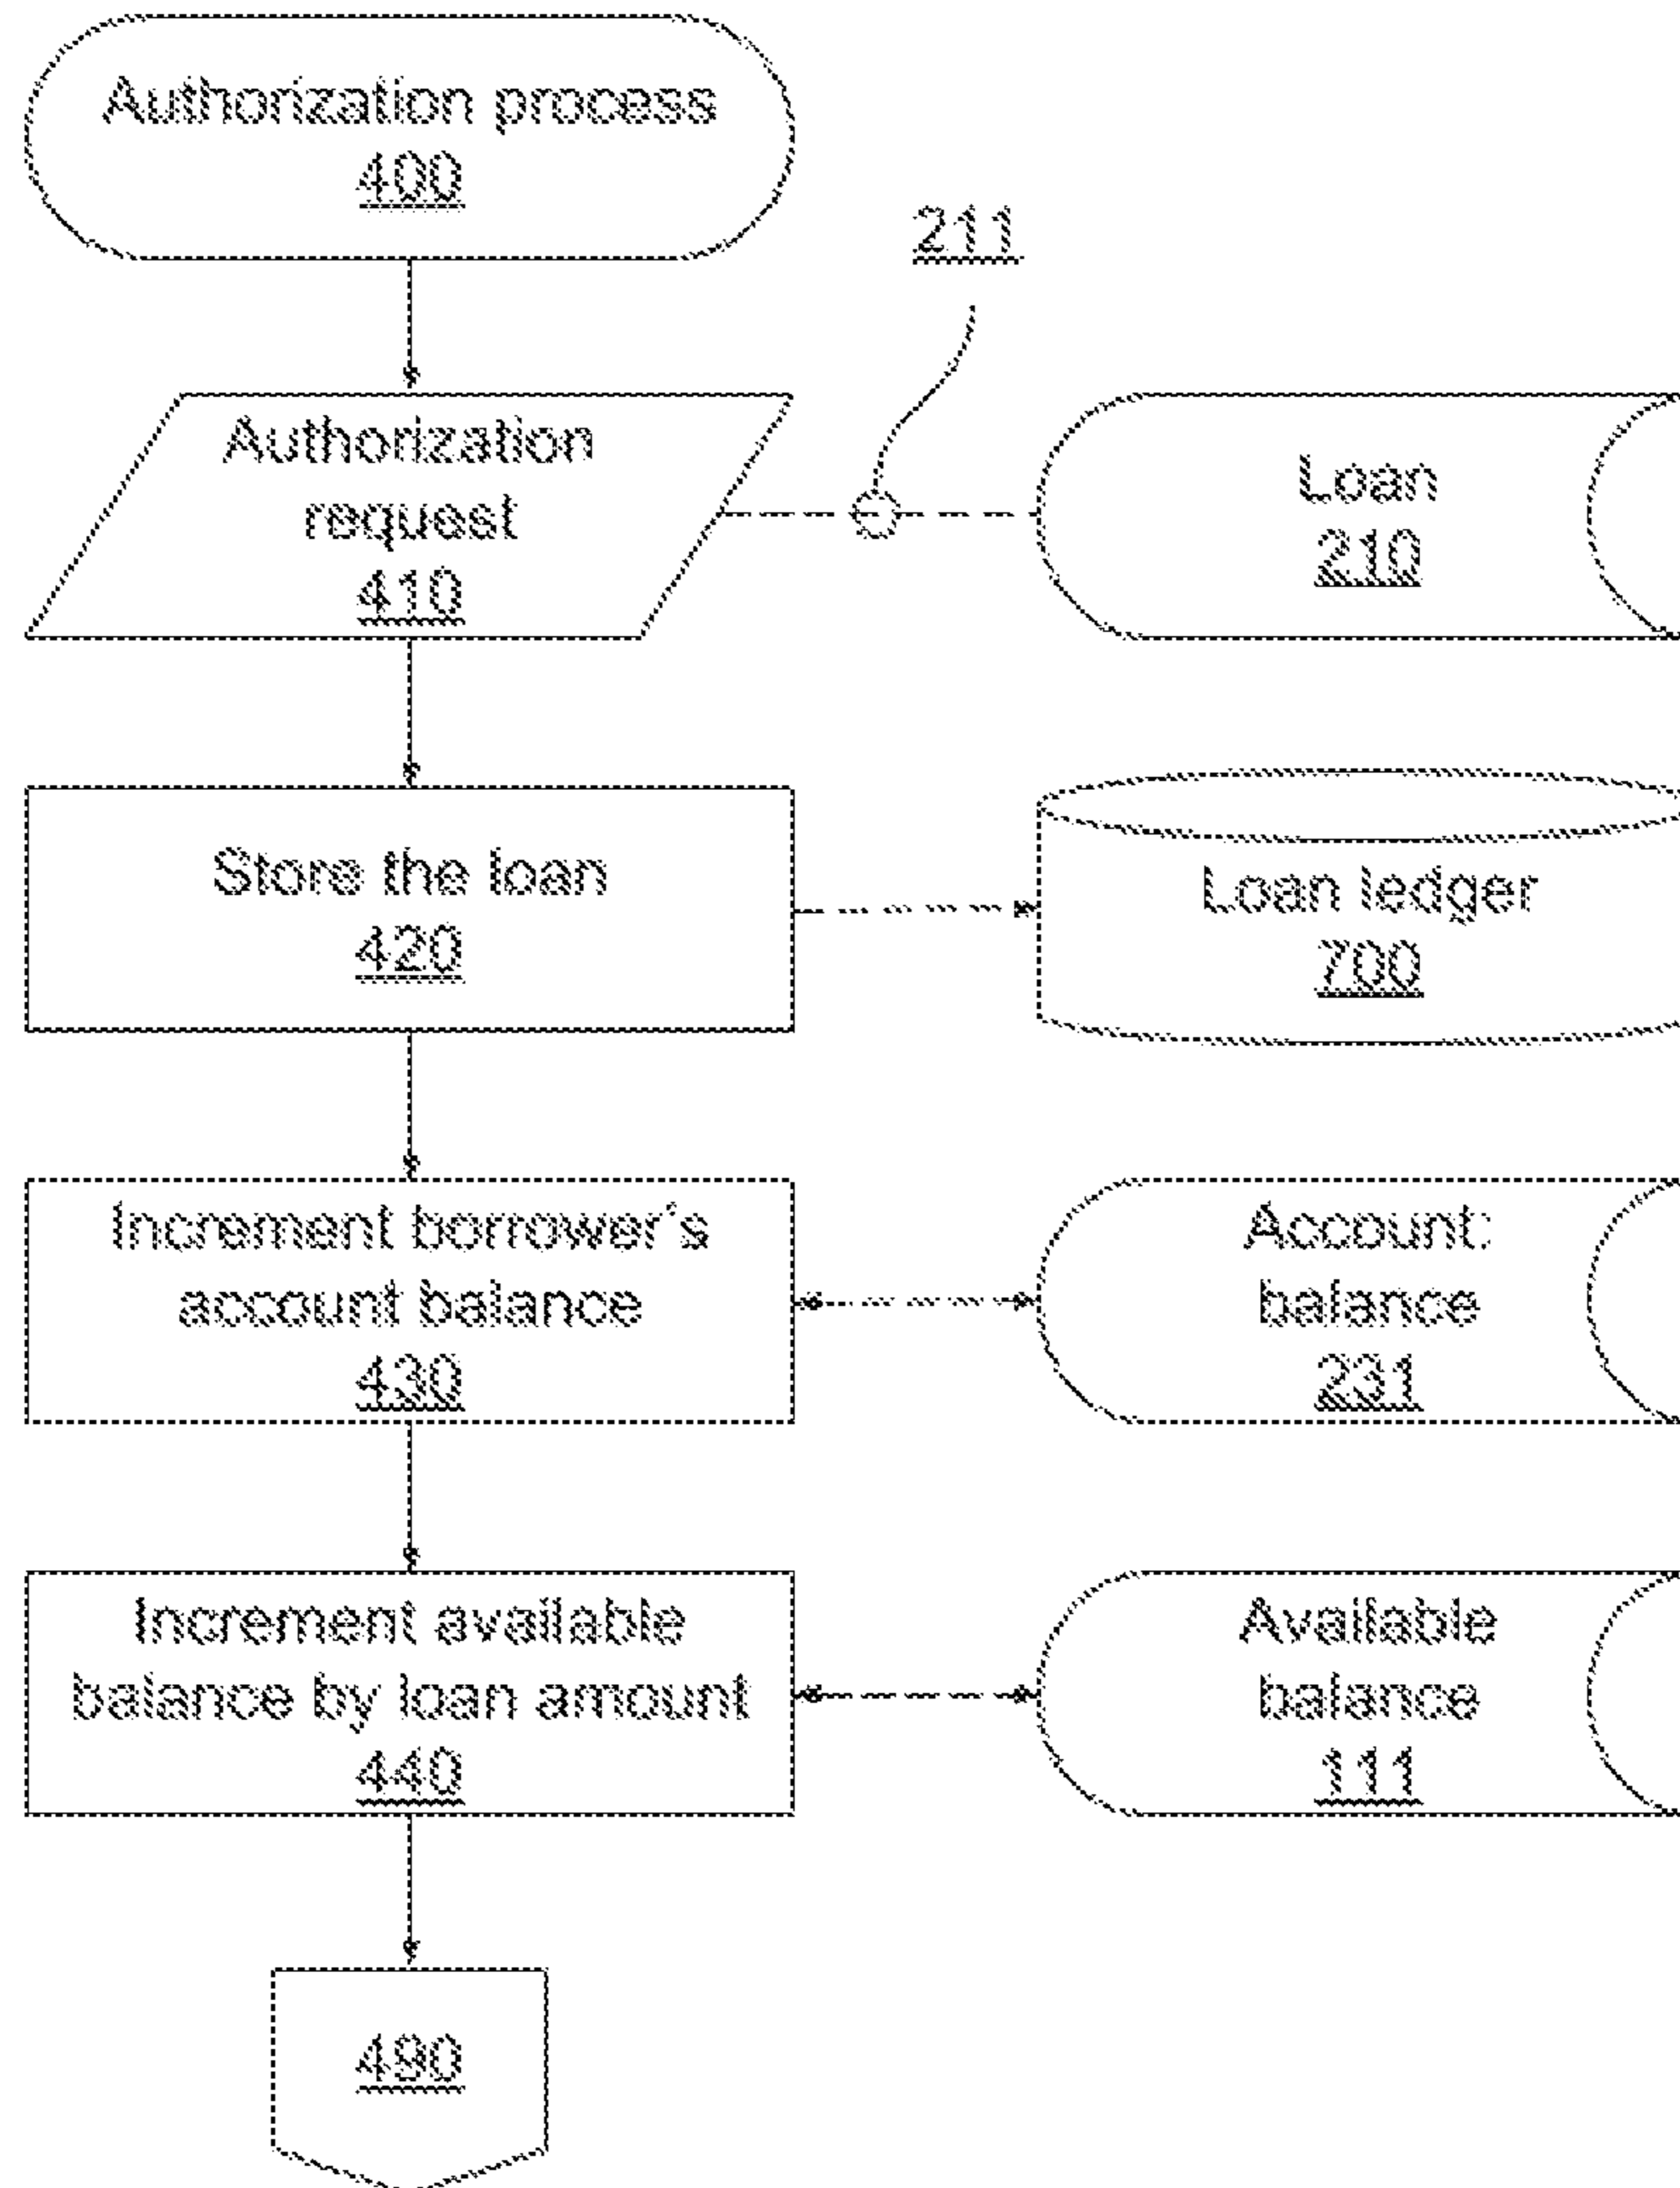 Authorization process
400
211
Authorization
request
410
Loan
210
Store the loan
420
Loan ledger
700
Increment borrower's
account balance
430
Account:
balance
231
Increment available
balance by loan amount
440
Available
balance
111
490